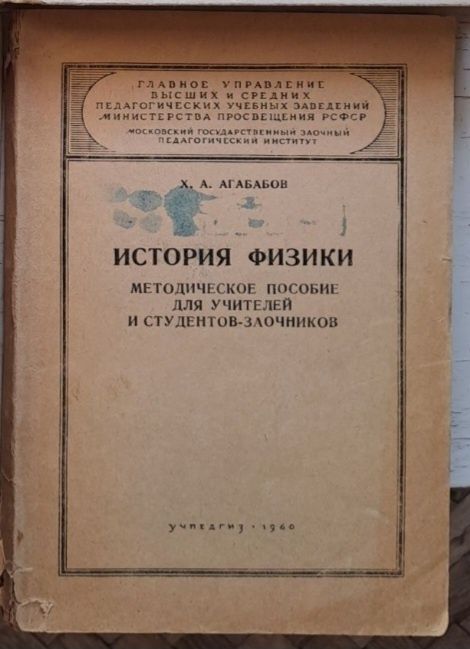 ГЛАВНОЕ УПРАВЛЕНИЕ
ВЫСШИХ И СРЕДНИХ
ПЕДАГОГИЧЕСКИХ УЧЕБНЫХ ЗАВЕДЕНИЙ
МИНИСТЕРСТВА ПРОСВЕЩЕНИЯ РСФСР
МОСКОВСКИЙ ГОСУДАРСТВЕННЫЙ ЗАОЧНЫЙ
ПЕДАГОГИЧЕСКИЙ ИНСТИТУТ
Х. А. АГАБАБОВ
ИСТОРИЯ ФИЗИКИ
МЕТОДИЧЕСКОЕ ПОСОБИЕ
ДЛЯ УЧИТЕЛЕЙ
И СТУДЕНТОВ-ЗАОЧНИКОВ
УЧПЕДГИЗ · 1960